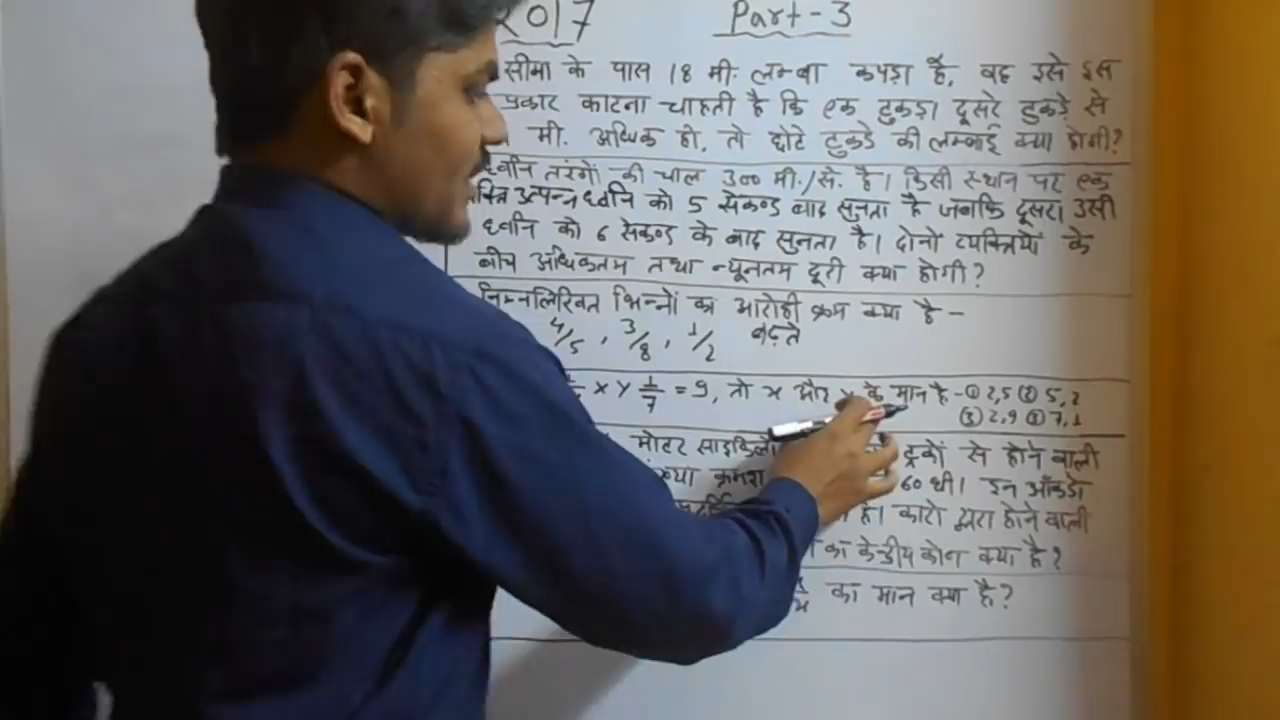 2017 Part-3
सीमा के पास 18 मी. लम्बा कपड़ा है, वह इसे इस
प्रकार काटना चाहती है कि एक टुकड़ा दूसरे टुकड़े से
मी. अधिक हो, तो छोटे टुकडे की लम्बाई क्या होगी?
ध्वनि तरंगों की चाल 300 मी./से. है। किसी स्थान पर एक
उत्पन्न ध्वनि को 5 सेकण्ड बाद सुनता है जबकि दूसरा उसी
ध्वनि को 6 सेकण्ड के बाद सुनता है। दोनो व्यक्तियों के
बीच अधिकतम तथा न्यूनतम दूरी क्या होगी?
निम्नलिखित भिन्नों का आरोही क्रम क्या है -
4/5 , 3/8 , 1/2 बढ़ते
x y 1/7 = 9, तो x और y के मान है - ① 2,5 ② 5,2
③ 2,9 ④ 7,1
मोटर साइकिलो ट्रकों से होने वाली
क्रमश 60 थी। इन आँकडो
है। कारो द्वारा होने वाली
का केन्द्रीय कोण क्या है?
का मान क्या है?